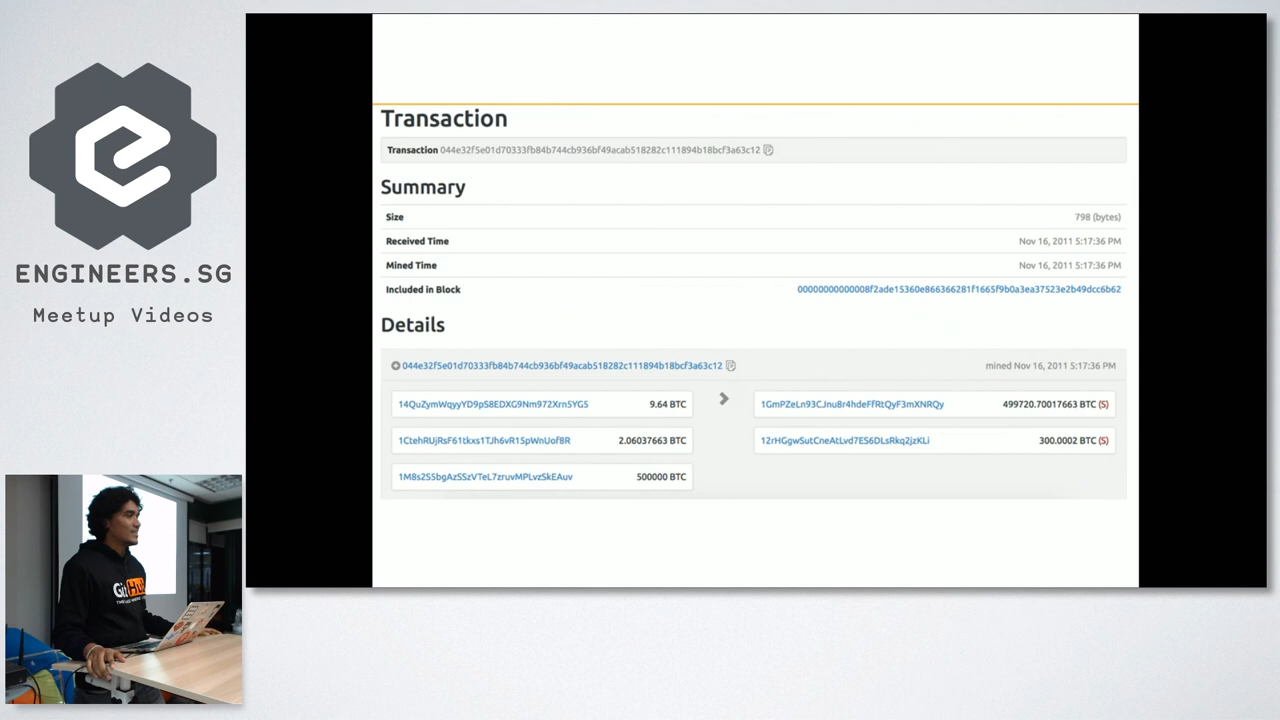 ENGINEERS.SG
Meetup Videos
Transaction
Transaction 044e32f5e01d70333fb84b744cb936bf49acab518282c111894b18bcf3a63c12
Summary
Size 798 (bytes)
Received Time Nov 16, 2011 5:17:36 PM
Mined Time Nov 16, 2011 5:17:36 PM
Included in Block 00000000000008f2ade15360e866366281f1665f9b0a3ea37523e2b49dcc6b62
Details
044e32f5e01d70333fb84b744cb936bf49acab518282c111894b18bcf3a63c12 mined Nov 16, 2011 5:17:36 PM
14QuZymWqyyYD9pS8EDXG9Nm972Xrn5YGS 9.64 BTC > 1GmPZeLn93CJnu8r4hdeFfRtQyF3mXNRQy 499720.70017663 BTC (S)
1CtehRUjRsF61tkxs1TJh6vR15pWnUof8R 2.06037663 BTC 12rHGgwSutCneAtLvd7ES6DLsRkq2jzKLi 300.0002 BTC (S)
1M8s2S5bgAzSSzVTeL7zruvMPLvzSkEAuv 500000 BTC
GitHub